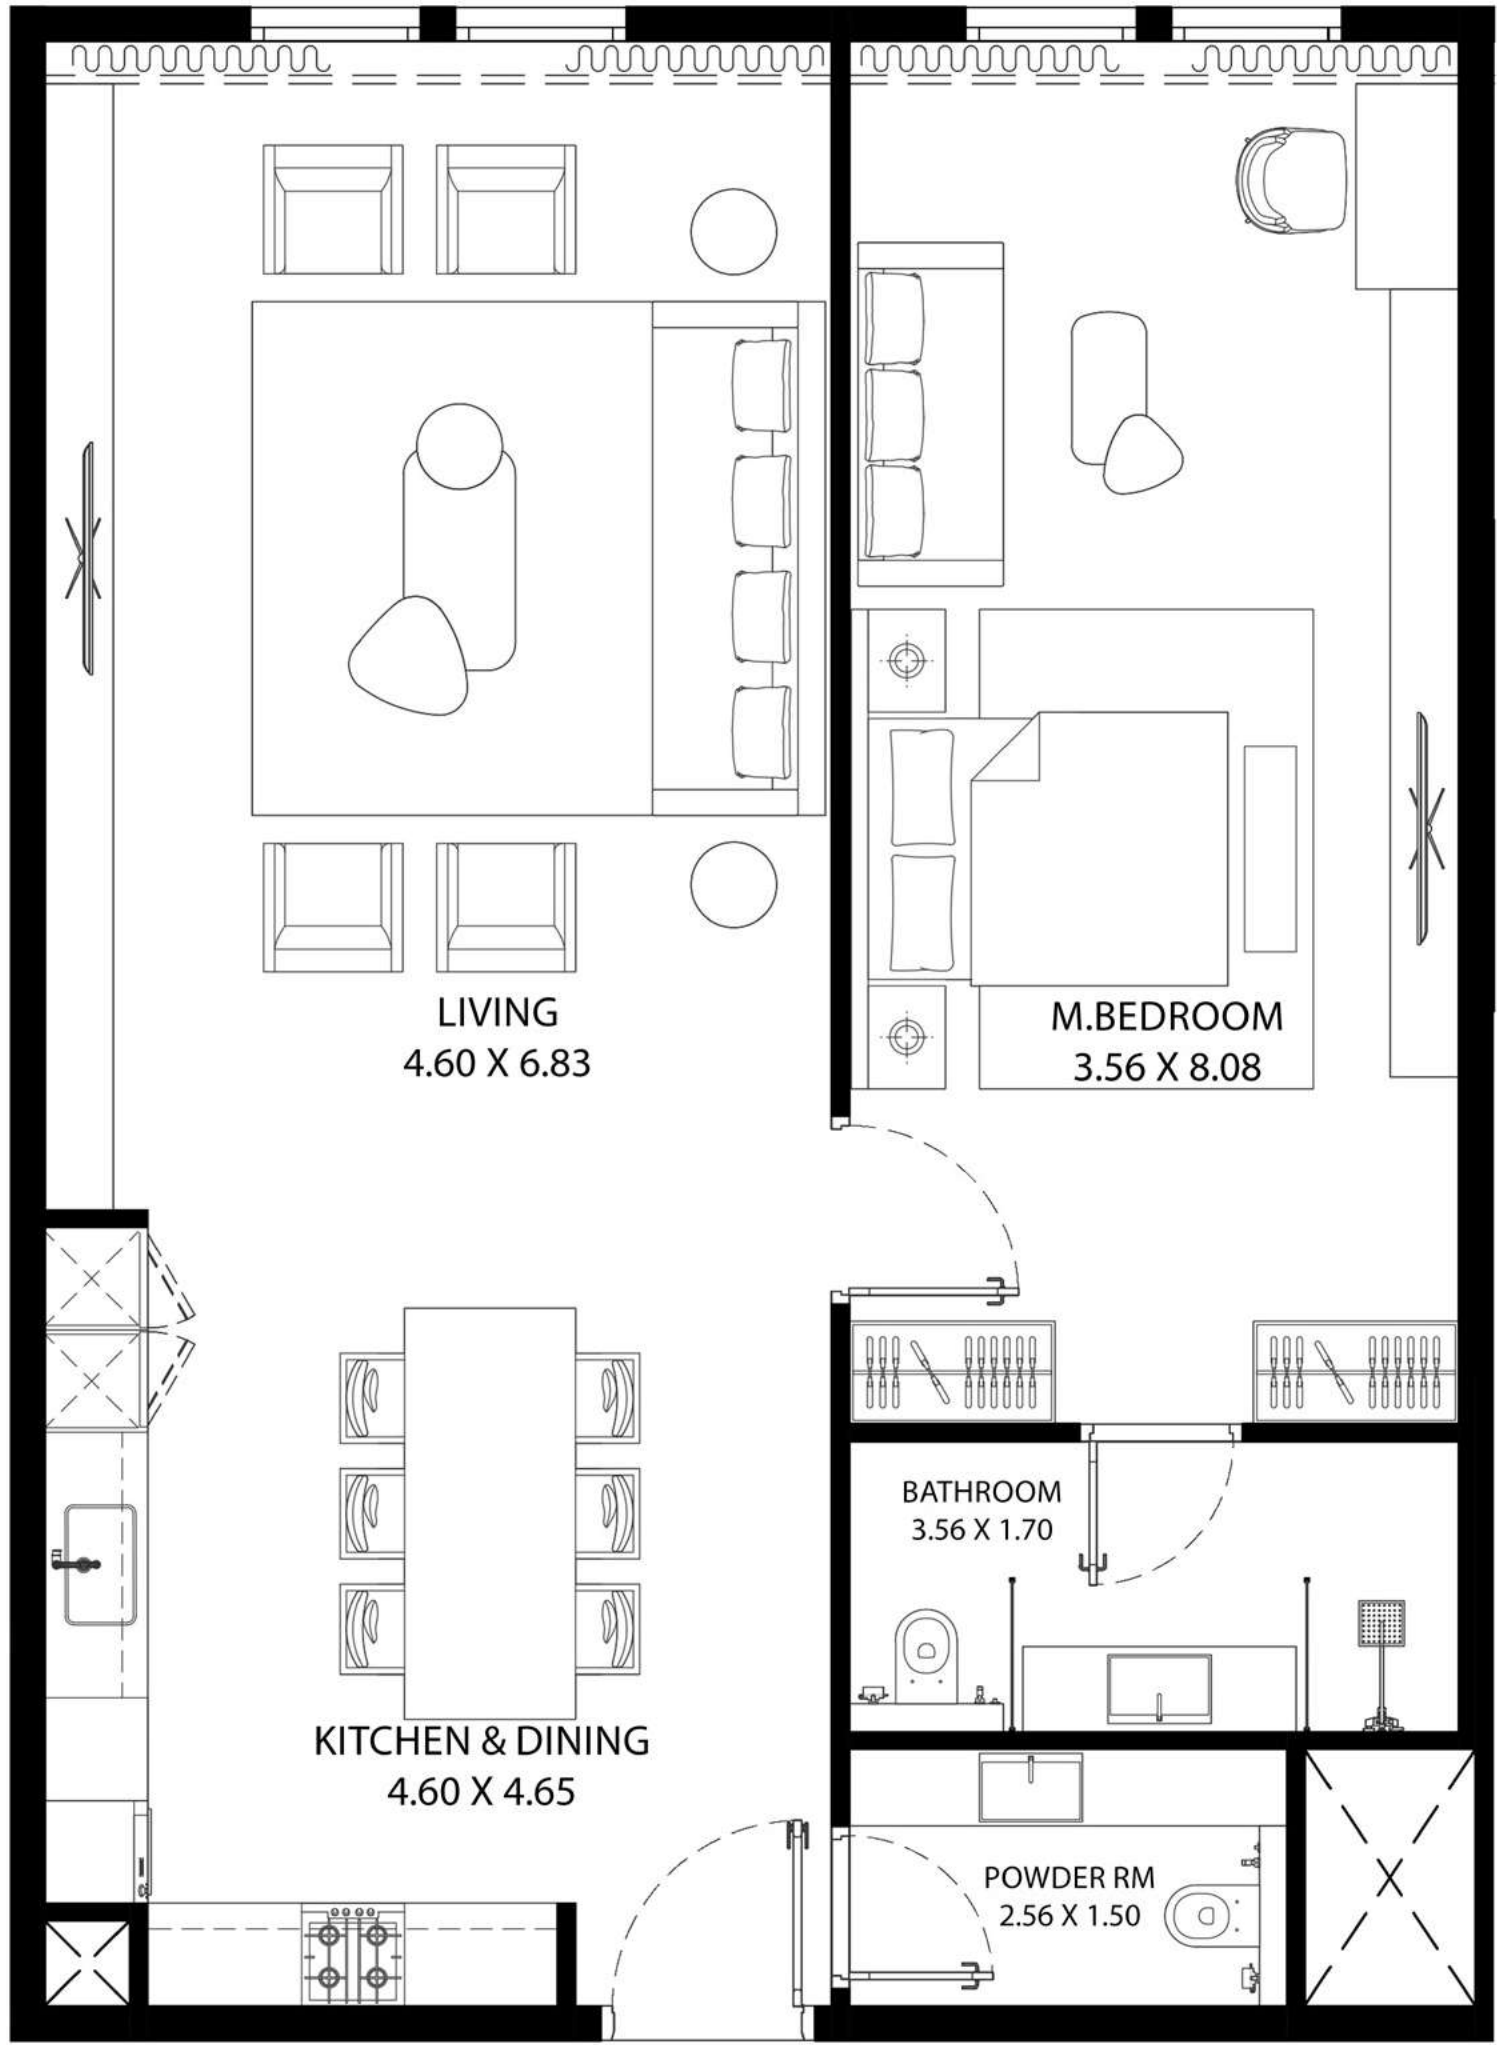 LIVING
4.60 X 6.83
M.BEDROOM
3.56 X 8.08
BATHROOM
3.56 X 1.70
KITCHEN & DINING
4.60 X 4.65
POWDER RM
2.56 X 1.50